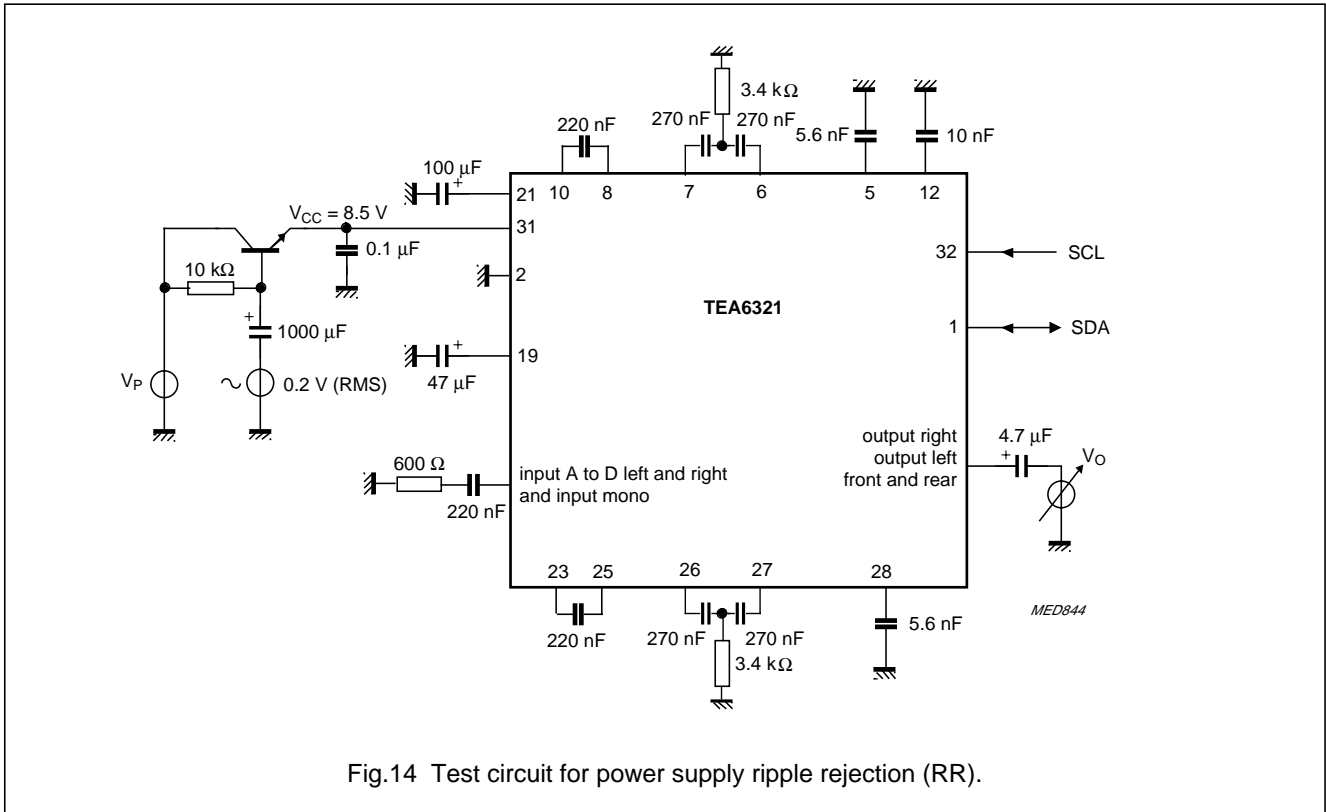 3.4 kΩ
270 nF
270 nF
220 nF
5.6 nF
10 nF
100 μF
+
10
8
7
6
5
12
21
VCC = 8.5 V
31
0.1 μF
32
SCL
10 kΩ
2
TEA6321
+
1000 μF
1
SDA
+
19
47 μF
VP
0.2 V (RMS)
output right
output left
front and rear
4.7 μF
+
VO
600 Ω
input A to D left and right
and input mono
220 nF
23
25
26
27
28
MED844
220 nF
270 nF
270 nF
5.6 nF
3.4 kΩ
Fig.14 Test circuit for power supply ripple rejection (RR).